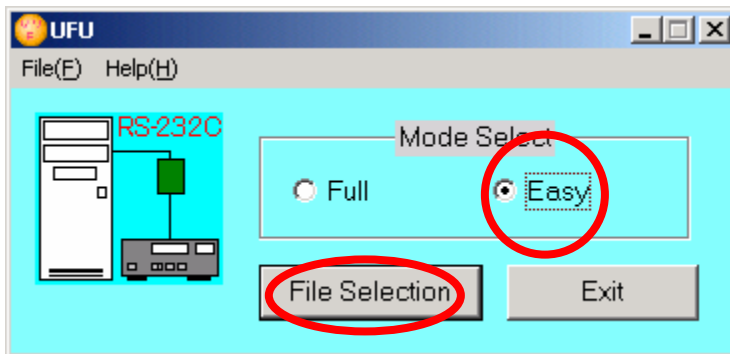 UFU
File(F) Help(H)
RS-232C
Mode Select
Full Easy
File Selection Exit